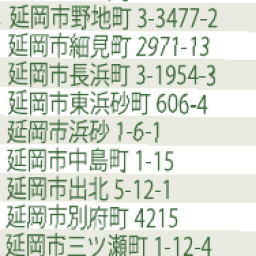 延岡市野地町 3-3477-2
延岡市細見町 2971-13
延岡市長浜町 3-1954-3
延岡市東浜砂町 606-4
延岡市浜砂 1-6-1
延岡市中島町 1-15
延岡市出北 5-12-1
延岡市別府町 4215
延岡市三ツ瀬町 1-12-4